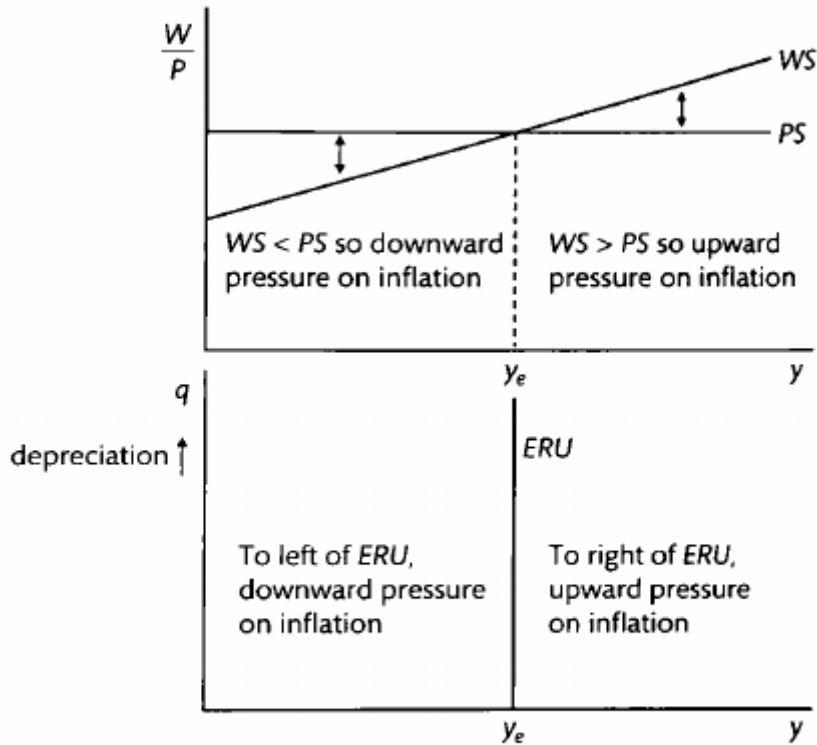 W
P
WS
PS
WS < PS so downward
pressure on inflation
WS > PS so upward
pressure on inflation
y_e
y
q
depreciation ↑
ERU
To left of ERU,
downward pressure
on inflation
To right of ERU,
upward pressure
on inflation
y_e
y